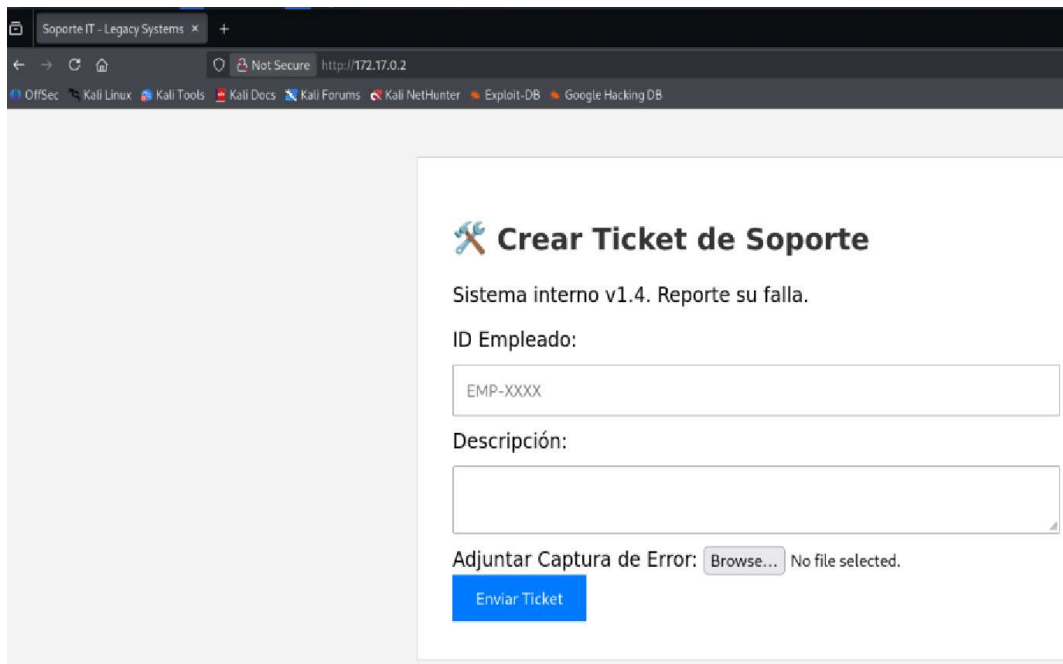 Soporte IT - Legacy Systems
Not Secure http://172.17.0.2
OffSec Kali Linux Kali Tools Kali Docs Kali Forums Kali NetHunter Exploit-DB Google Hacking DB
Crear Ticket de Soporte
Sistema interno v1.4. Reporte su falla.
ID Empleado:
EMP-XXXX
Descripción:
Adjuntar Captura de Error: Browse... No file selected.
Enviar Ticket